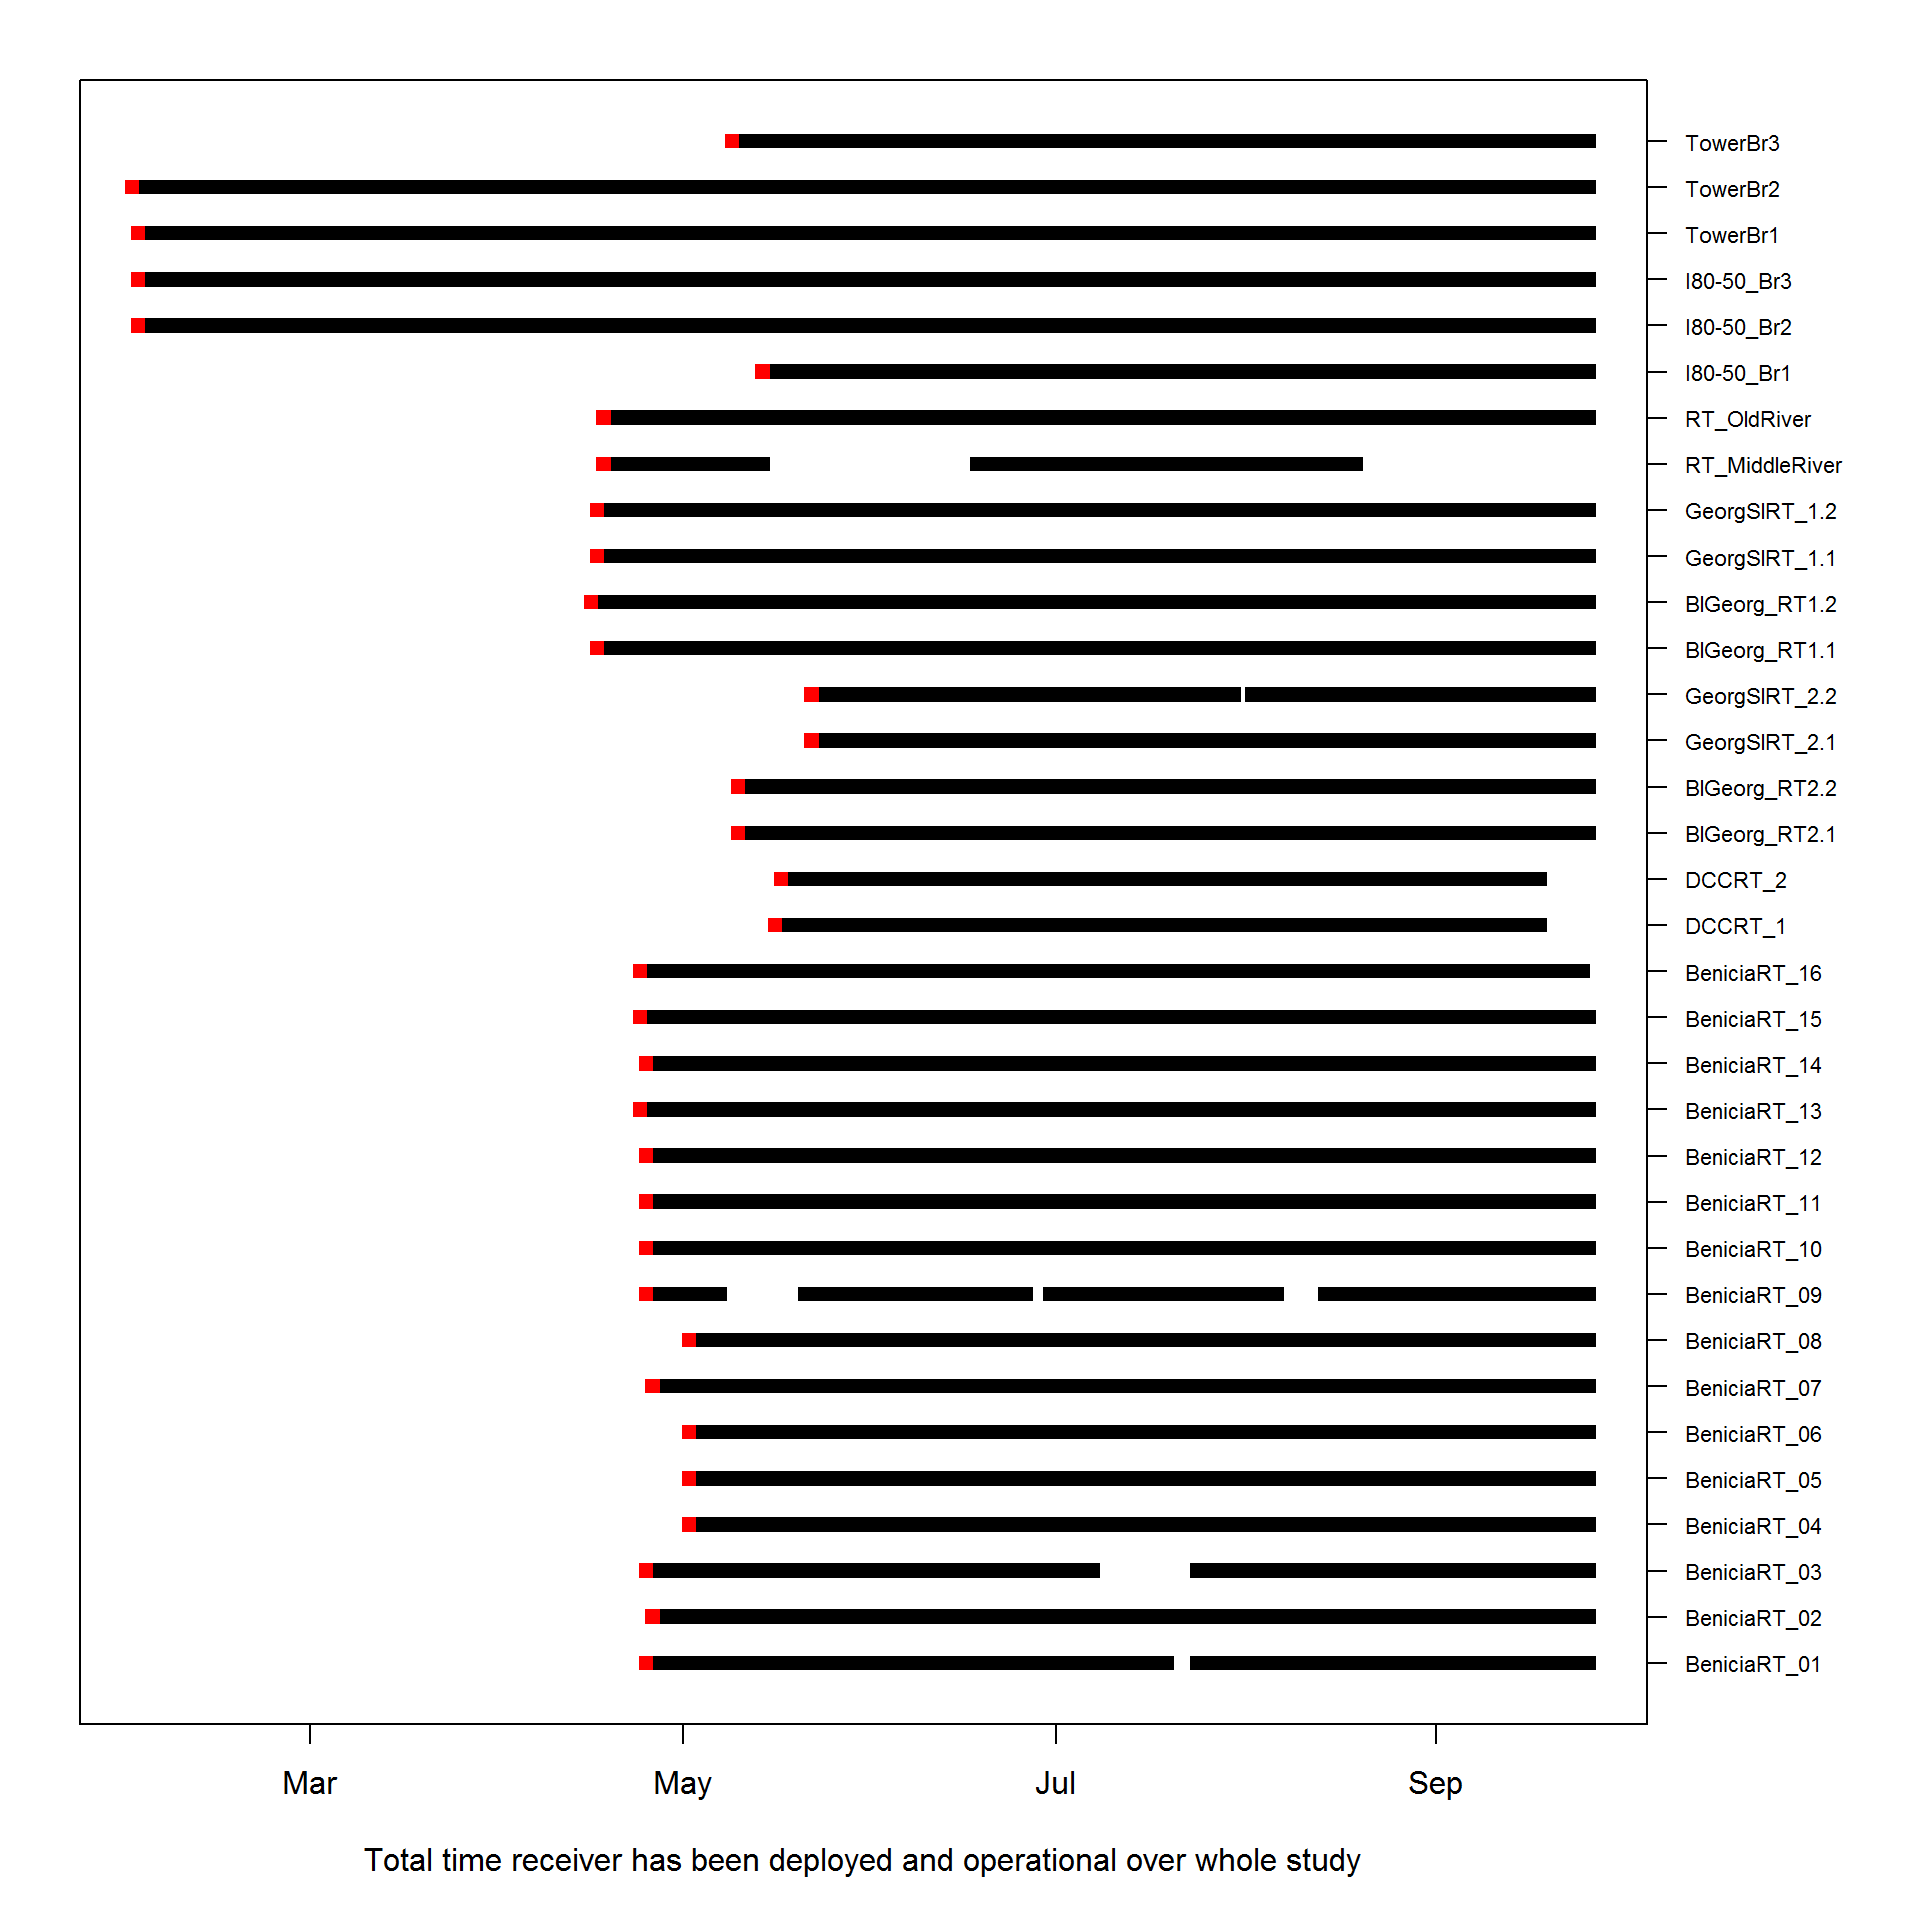 TowerBr3
TowerBr2
TowerBr1
I80-50_Br3
I80-50_Br2
I80-50_Br1
RT_OldRiver
RT_MiddleRiver
GeorgSlRT_1.2
GeorgSlRT_1.1
BlGeorg_RT1.2
BlGeorg_RT1.1
GeorgSlRT_2.2
GeorgSlRT_2.1
BlGeorg_RT2.2
BlGeorg_RT2.1
DCCRT_2
DCCRT_1
BeniciaRT_16
BeniciaRT_15
BeniciaRT_14
BeniciaRT_13
BeniciaRT_12
BeniciaRT_11
BeniciaRT_10
BeniciaRT_09
BeniciaRT_08
BeniciaRT_07
BeniciaRT_06
BeniciaRT_05
BeniciaRT_04
BeniciaRT_03
BeniciaRT_02
BeniciaRT_01
Mar May Jul Sep
Total time receiver has been deployed and operational over whole study